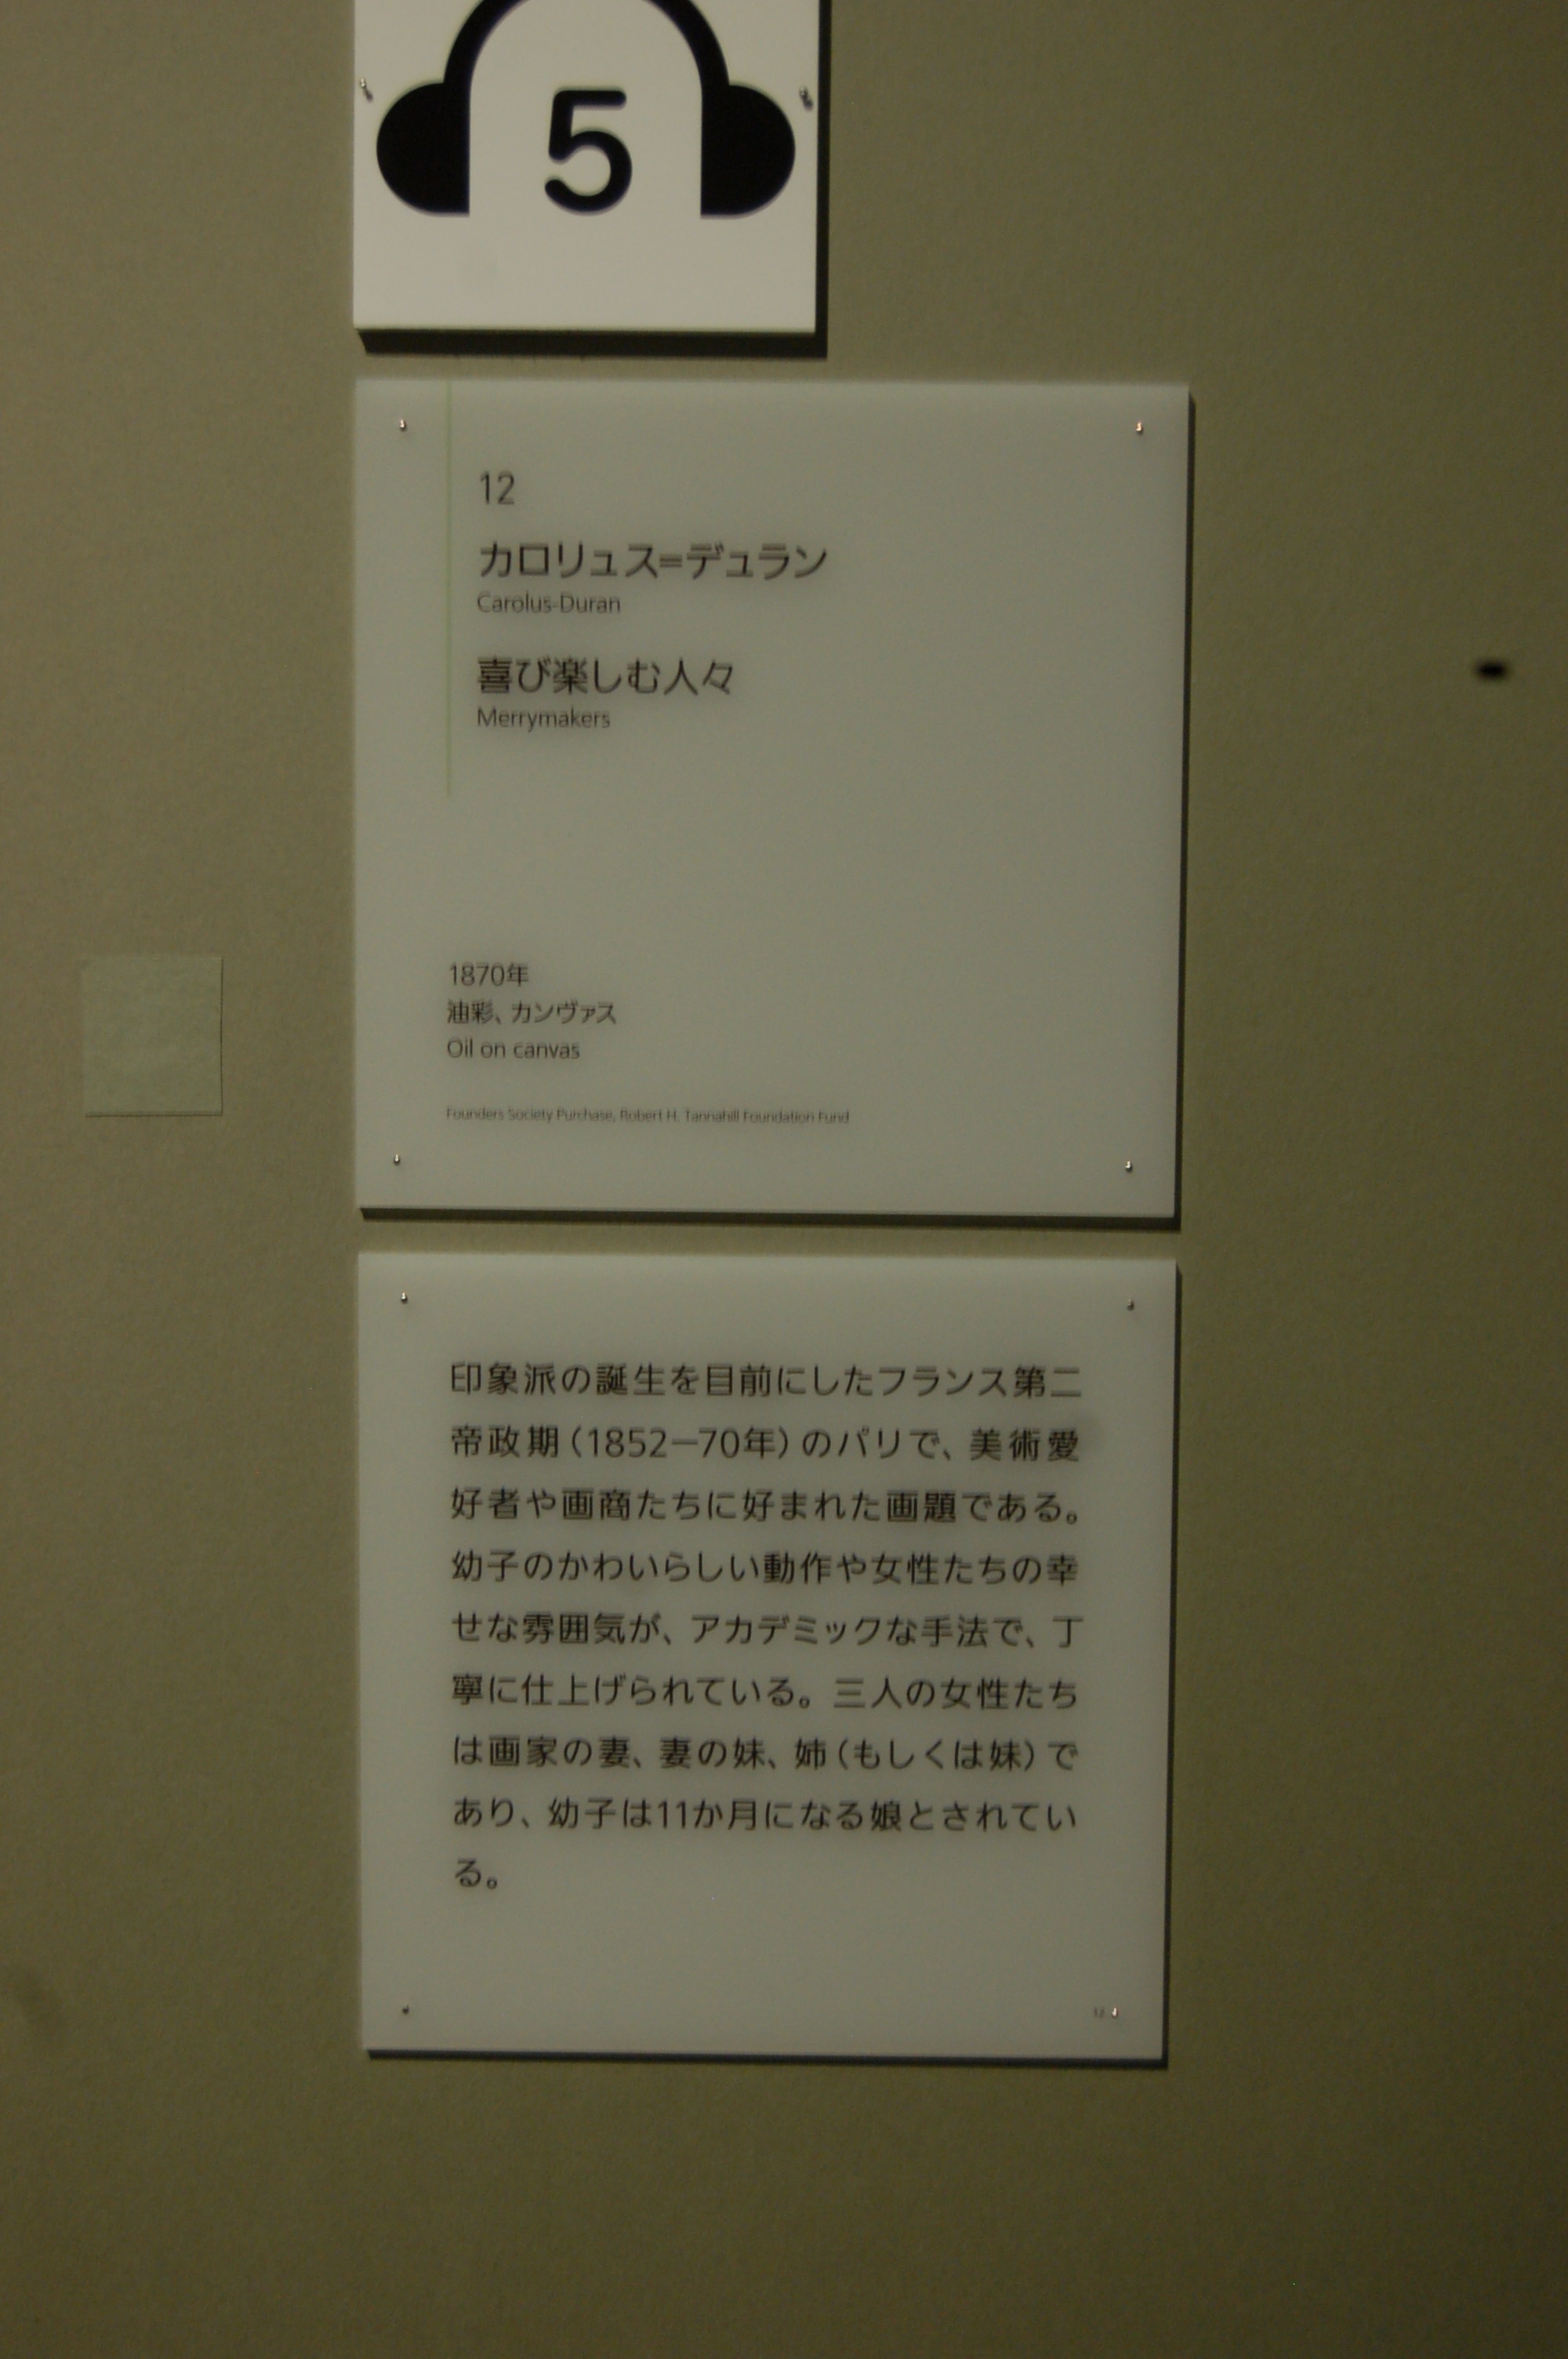 5
12
カロリュス=デュラン
Carolus-Duran
喜び楽しむ人々
Merrymakers
1870年
油彩、カンヴァス
Oil on canvas
Founders Society Purchase, Robert H. Tannahill Foundation Fund
印象派の誕生を目前にしたフランス第二
帝政期（1852－70年）のパリで、美術愛
好者や画商たちに好まれた画題である。
幼子のかわいらしい動作や女性たちの幸
せな雰囲気が、アカデミックな手法で、丁
寧に仕上げられている。三人の女性たち
は画家の妻、妻の妹、姉（もしくは妹）で
あり、幼子は11か月になる娘とされてい
る。